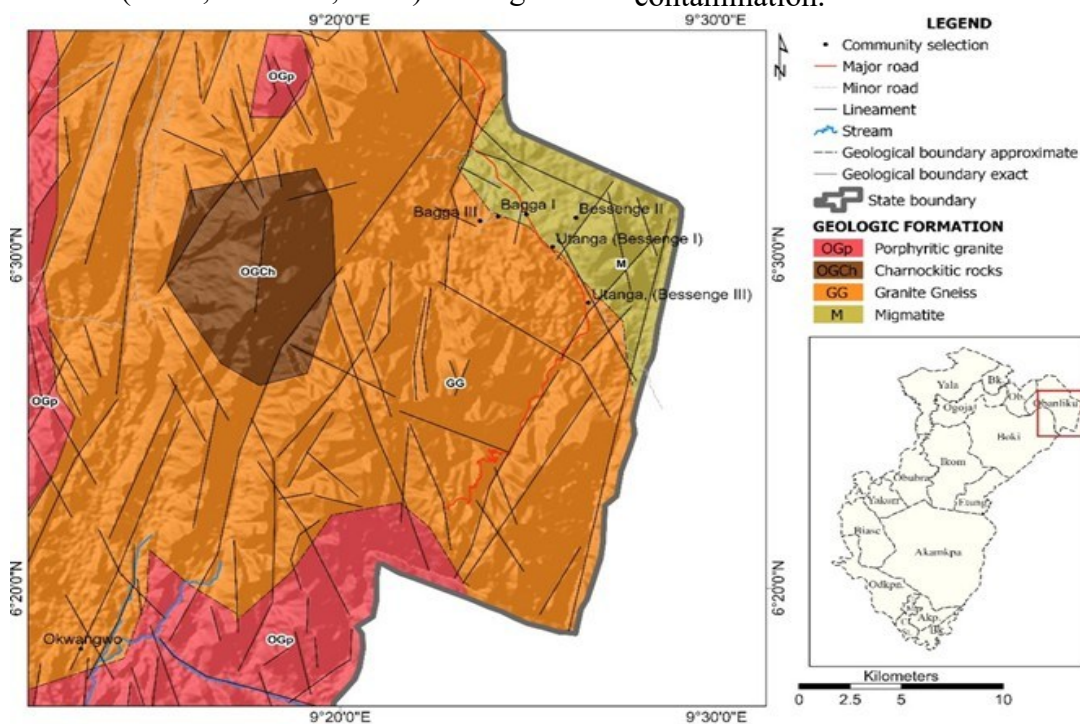 contamination.
9°20'0"E
9°30'0"E
LEGEND
Community selection
Major road
Minor road
Lineament
Stream
Geological boundary approximate
Geological boundary exact
State boundary
GEOLOGIC FORMATION
OGp Porphyritic granite
OGCh Charnockitic rocks
GG Granite Gneiss
M Migmatite
N
OGp
Bagga III
Bagga I
Bessenge II
Utanga (Bessenge I)
M
Utanga, (Bessenge III)
OGCh
GG
OGp
OGp
Okwangwo
6°30'0"N
6°20'0"N
6°30'0"N
6°20'0"N
9°20'0"E
9°30'0"E
Yala
Bk.
Ob.
Obanliku
Ogoja
Boki
Ikom
Obubra
Etung
Yakurr
Biase
Akamkpa
Odkpn.
Akp.
Bk.
Kilometers
0 2.5 5 10